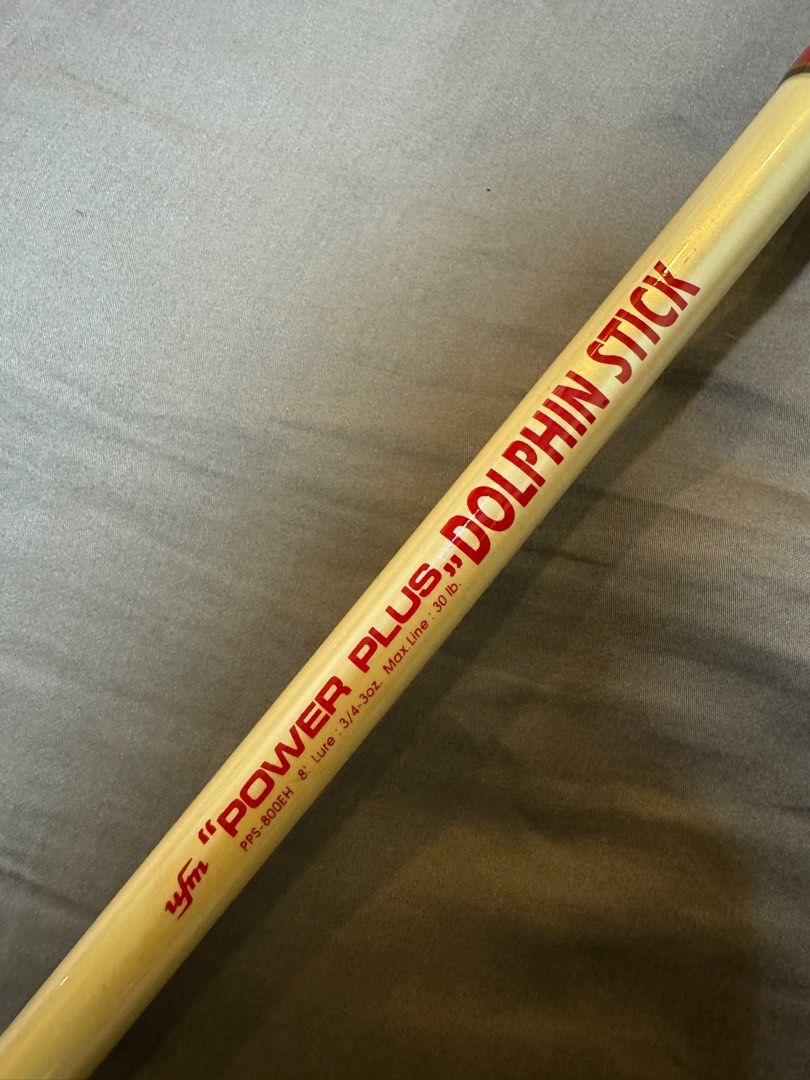 ufm "POWER PLUS„ DOLPHIN STICK
PPS-800EH 8' Lure : 3/4-3oz. Max.Line : 30 lb.